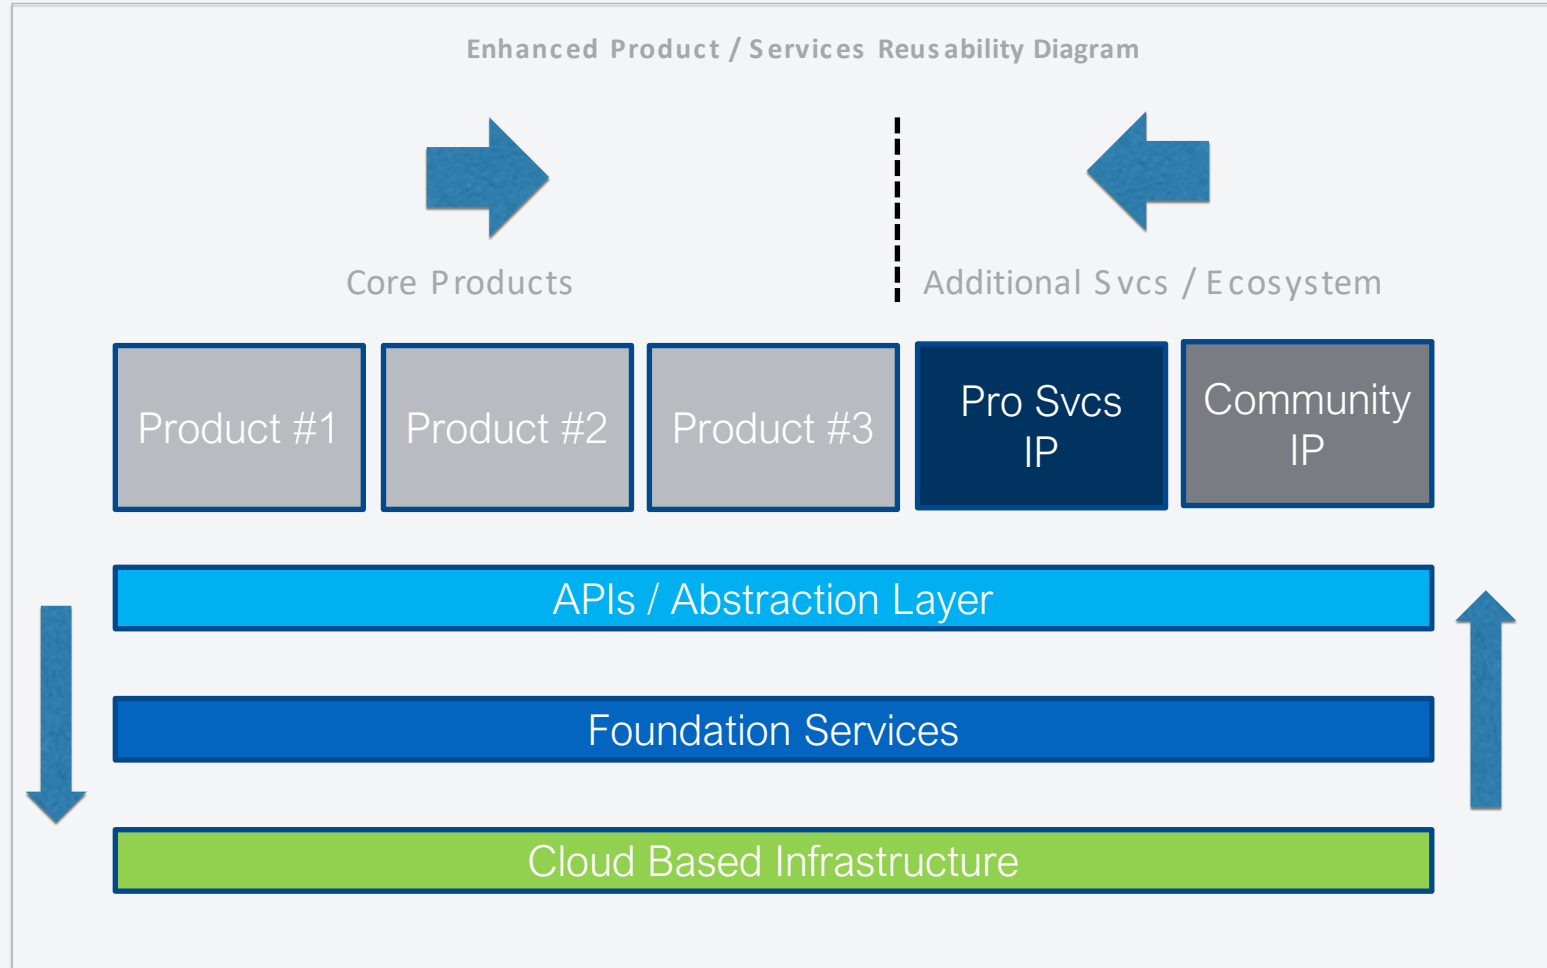 Enhanced Product / Services Reusability Diagram
Core Products
Additional Svcs / Ecosystem
Product #1
Product #2
Product #3
Pro Svcs
IP
Community
IP
APIs / Abstraction Layer
Foundation Services
Cloud Based Infrastructure